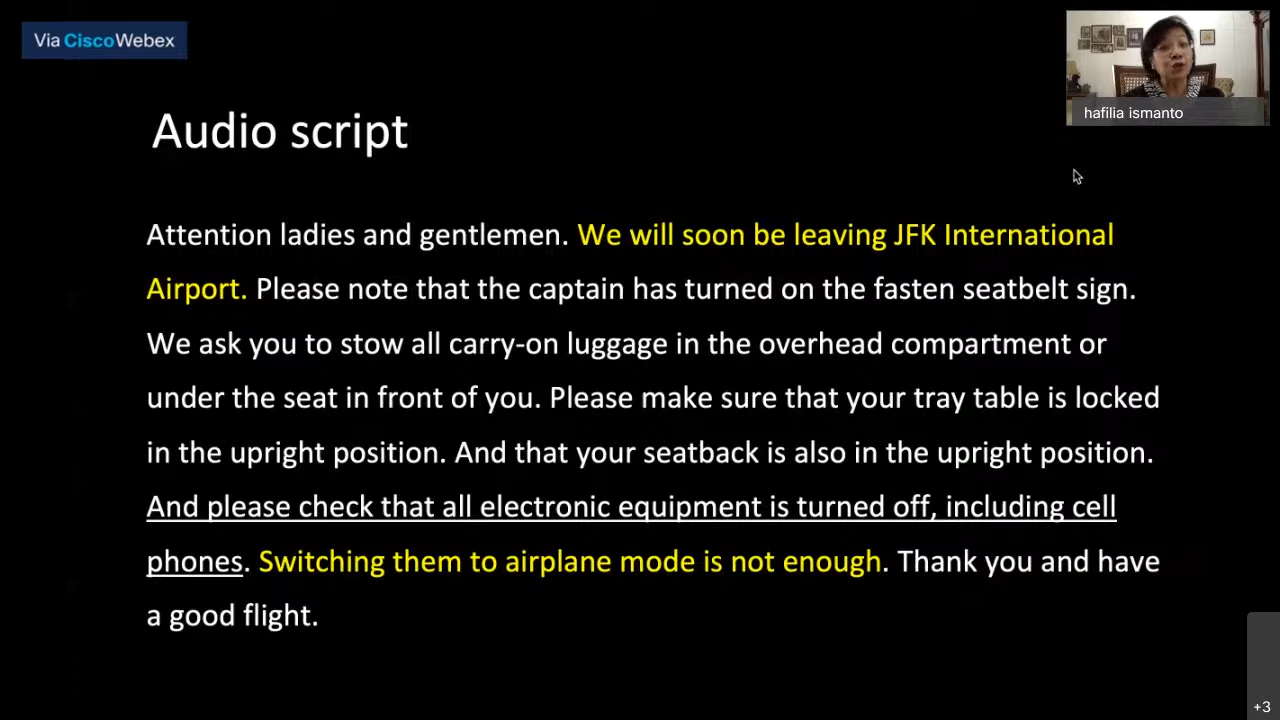 Via CiscoWebex
hafilia ismanto
Audio script
Attention ladies and gentlemen. We will soon be leaving JFK International
Airport. Please note that the captain has turned on the fasten seatbelt sign.
We ask you to stow all carry-on luggage in the overhead compartment or
under the seat in front of you. Please make sure that your tray table is locked
in the upright position. And that your seatback is also in the upright position.
And please check that all electronic equipment is turned off, including cell
phones. Switching them to airplane mode is not enough. Thank you and have
a good flight.
+3